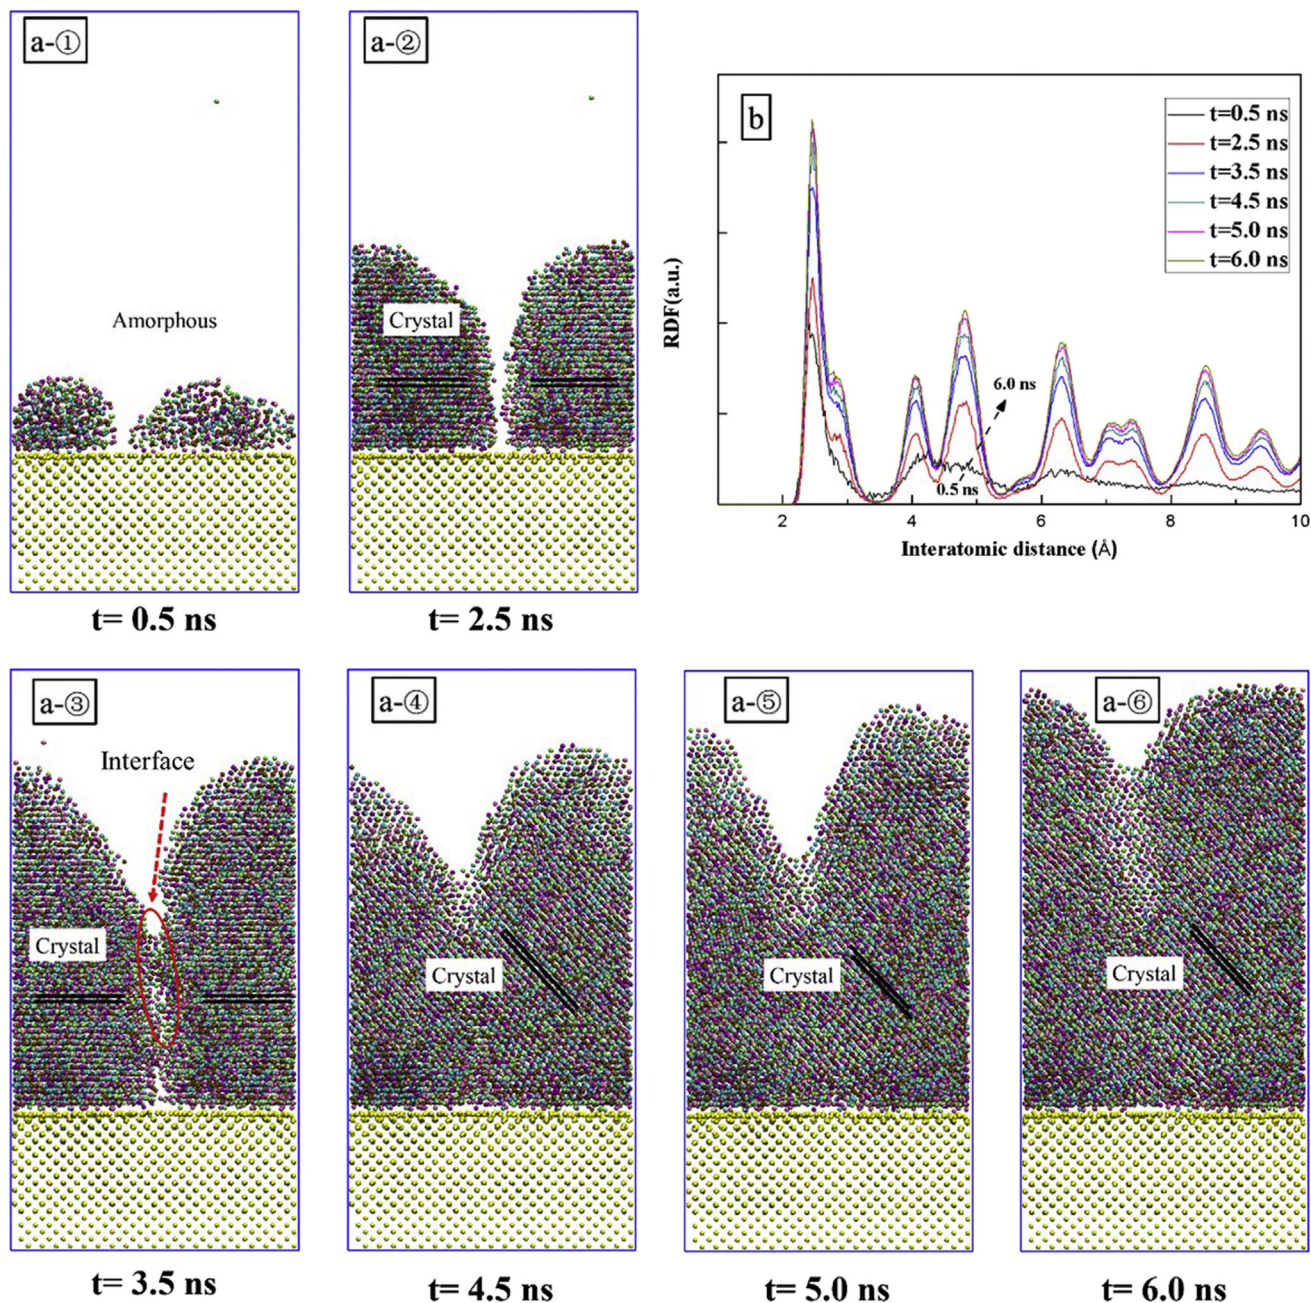 a-①
Amorphous
t= 0.5 ns
a-②
Crystal
t= 2.5 ns
b
t=0.5 ns
t=2.5 ns
t=3.5 ns
t=4.5 ns
t=5.0 ns
t=6.0 ns
RDF(a.u.)
6.0 ns
0.5 ns
2 4 6 8 10
Interatomic distance (Å)
a-③
Interface
Crystal
t= 3.5 ns
a-④
Crystal
t= 4.5 ns
a-⑤
Crystal
t= 5.0 ns
a-⑥
Crystal
t= 6.0 ns